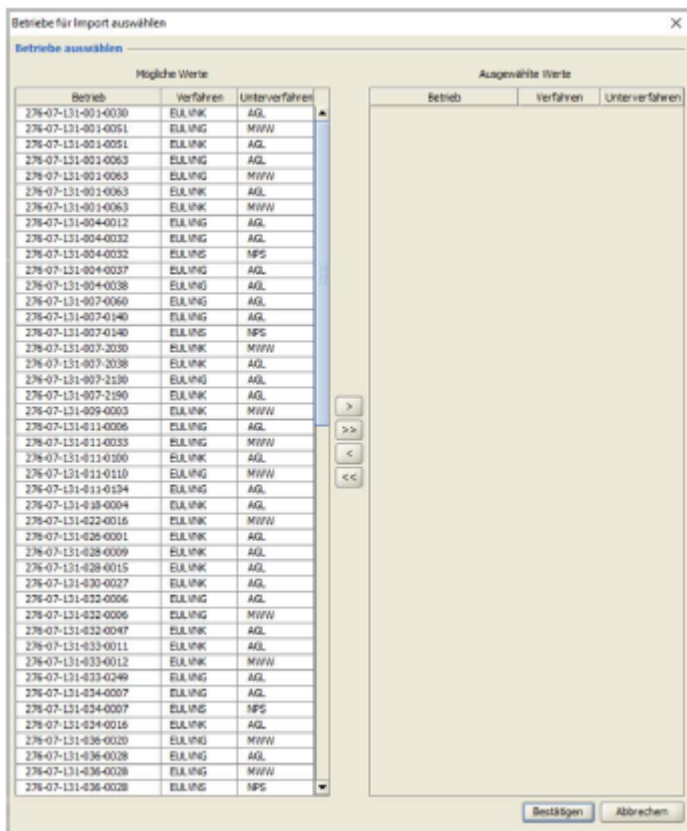 Betriebe für Import auswählen
Betriebe auswählen
Mögliche Werte
Betrieb Verfahren Unterverfahren
276-07-131-001-0030 EULVNK AGL
276-07-131-001-0051 EULVNG MWW
276-07-131-001-0051 EULVNK AGL
276-07-131-001-0063 EULVNG AGL
276-07-131-001-0063 EULVNG MWW
276-07-131-001-0063 EULVNK AGL
276-07-131-001-0063 EULVNK MWW
276-07-131-004-0012 EULVNG AGL
276-07-131-004-0032 EULVNG AGL
276-07-131-004-0032 EULVNS NPS
276-07-131-004-0037 EULVNG AGL
276-07-131-004-0038 EULVNG AGL
276-07-131-007-0060 EULVNG AGL
276-07-131-007-0140 EULVNG AGL
276-07-131-007-0140 EULVNS NPS
276-07-131-007-2030 EULVNK MWW
276-07-131-007-2038 EULVNK AGL
276-07-131-007-2130 EULVNG AGL
276-07-131-007-2190 EULVNK AGL
276-07-131-009-0003 EULVNK MWW
276-07-131-011-0006 EULVNG AGL
276-07-131-011-0033 EULVNG MWW
276-07-131-011-0100 EULVNK AGL
276-07-131-011-0110 EULVNG MWW
276-07-131-011-0134 EULVNG AGL
276-07-131-018-0004 EULVNK AGL
276-07-131-022-0016 EULVNK MWW
276-07-131-026-0001 EULVNK AGL
276-07-131-028-0009 EULVNK AGL
276-07-131-028-0015 EULVNK AGL
276-07-131-030-0027 EULVNK AGL
276-07-131-032-0006 EULVNG AGL
276-07-131-032-0006 EULVNG MWW
276-07-131-032-0047 EULVNK AGL
276-07-131-033-0011 EULVNK AGL
276-07-131-033-0012 EULVNK MWW
276-07-131-033-0249 EULVNG AGL
276-07-131-034-0007 EULVNG AGL
276-07-131-034-0007 EULVNS NPS
276-07-131-034-0016 EULVNK AGL
276-07-131-036-0020 EULVNG MWW
276-07-131-036-0028 EULVNG AGL
276-07-131-036-0028 EULVNG MWW
276-07-131-036-0028 EULVNS NPS
>
>>
<
<<
Ausgewählte Werte
Betrieb Verfahren Unterverfahren
Bestätigen Abbrechen